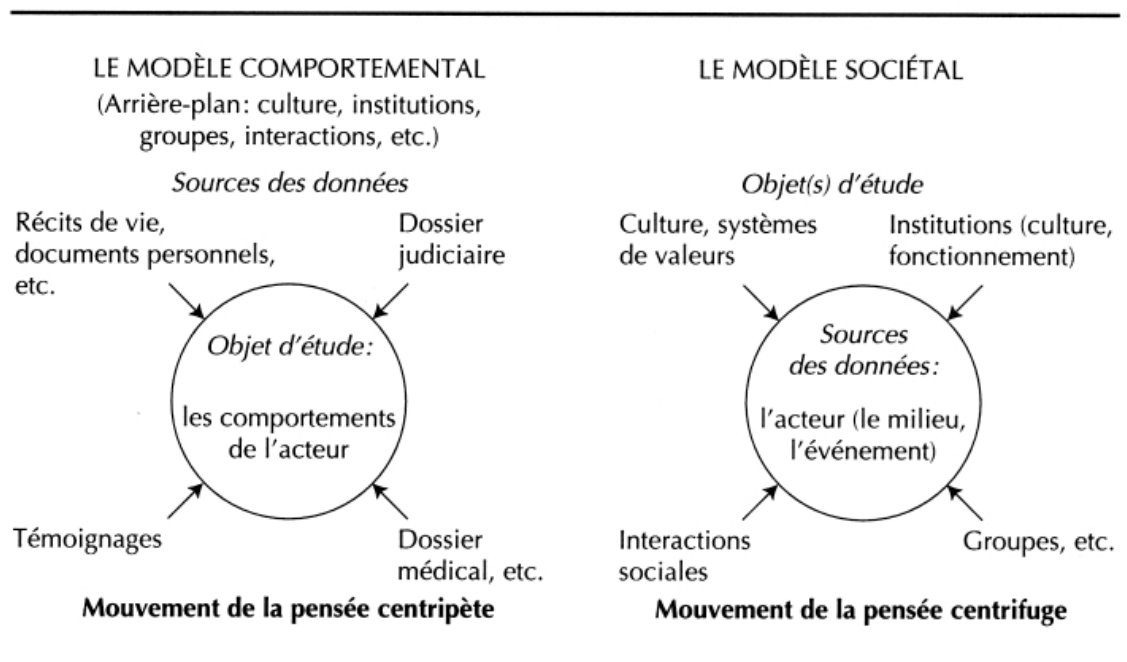 LE MODÈLE COMPORTEMENTAL
(Arrière-plan: culture, institutions,
groupes, interactions, etc.)
Sources des données
Récits de vie,
documents personnels,
etc.
Dossier
judiciaire
Objet d'étude:
les comportements
de l'acteur
Témoignages
Dossier
médical, etc.
Mouvement de la pensée centripète
LE MODÈLE SOCIÉTAL
Objet(s) d'étude
Culture, systèmes
de valeurs
Institutions (culture,
fonctionnement)
Sources
des données:
l'acteur (le milieu,
l'événement)
Interactions
sociales
Groupes, etc.
Mouvement de la pensée centrifuge